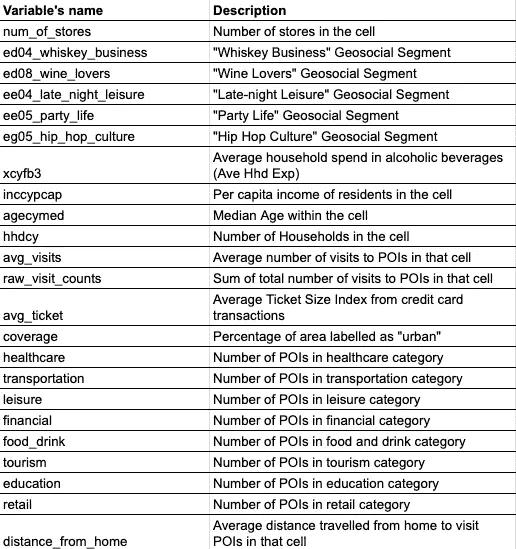 Variable's name Description
num_of_stores Number of stores in the cell
ed04_whiskey_business "Whiskey Business" Geosocial Segment
ed08_wine_lovers "Wine Lovers" Geosocial Segment
ee04_late_night_leisure "Late-night Leisure" Geosocial Segment
ee05_party_life "Party Life" Geosocial Segment
eg05_hip_hop_culture "Hip Hop Culture" Geosocial Segment
Average household spend in alcoholic beverages
xcyfb3 (Ave Hhd Exp)
inccypcap Per capita income of residents in the cell
agecymed Median Age within the cell
hhdcy Number of Households in the cell
avg_visits Average number of visits to POIs in that cell
raw_visit_counts Sum of total number of visits to POIs in that cell
Average Ticket Size Index from credit card
avg_ticket transactions
coverage Percentage of area labelled as "urban"
healthcare Number of POIs in healthcare category
transportation Number of POIs in transportation category
leisure Number of POIs in leisure category
financial Number of POIs in financial category
food_drink Number of POIs in food and drink category
tourism Number of POIs in tourism category
education Number of POIs in education category
retail Number of POIs in retail category
Average distance travelled from home to visit
distance_from_home POIs in that cell